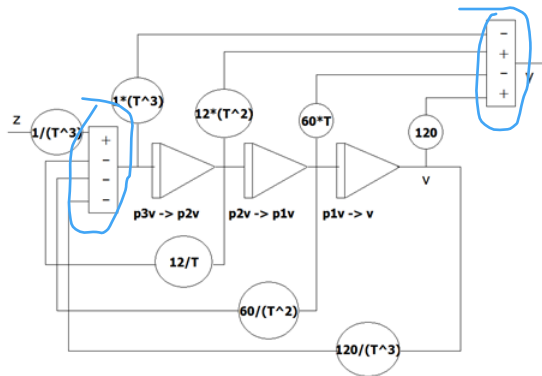 −
+
−
+
y
1*(T^3)
12*(T^2)
60*T
120
z
1/(T^3)
+
−
−
−
v
p3v -> p2v
p2v -> p1v
p1v -> v
12/T
60/(T^2)
120/(T^3)